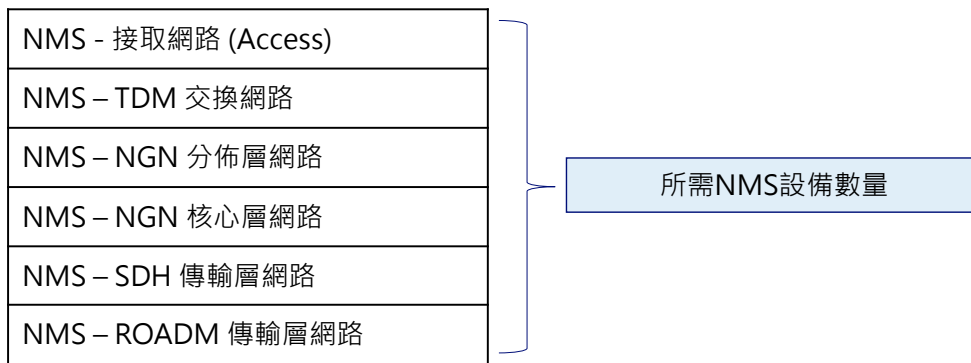 NMS - 接取網路 (Access)
NMS – TDM 交換網路
NMS – NGN 分佈層網路
NMS – NGN 核心層網路
NMS – SDH 傳輸層網路
NMS – ROADM 傳輸層網路
所需NMS設備數量